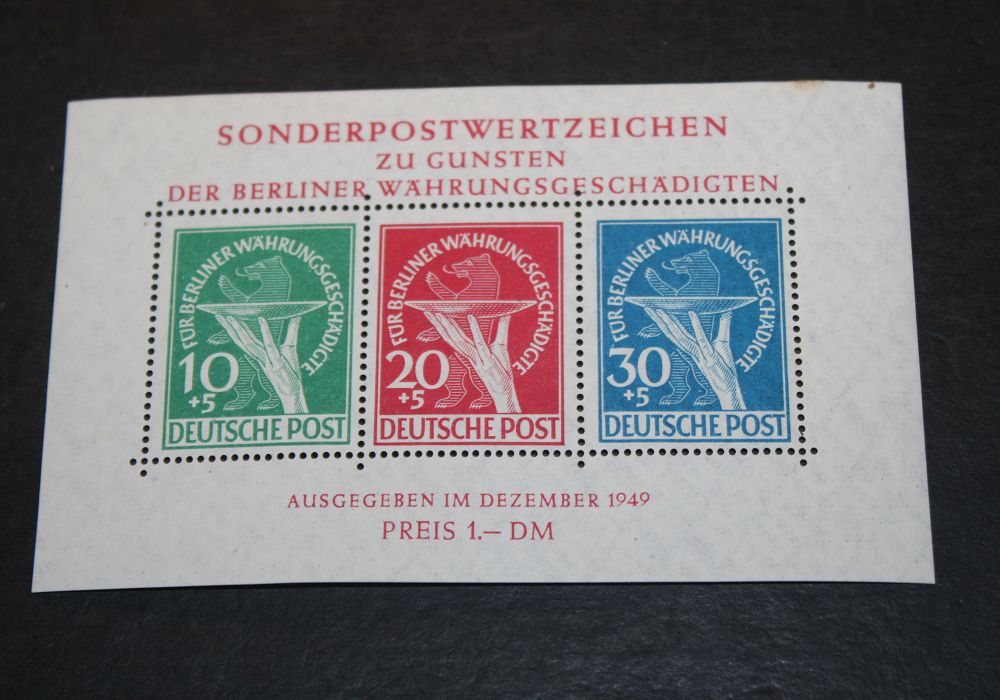 SONDERPOSTWERTZEICHEN
ZU GUNSTEN
DER BERLINER WÄHRUNGSGESCHÄDIGTEN
FÜR BERLINER WÄHRUNGSGESCHÄDIGTE
10
+5
DEUTSCHE POST
FÜR BERLINER WÄHRUNGSGESCHÄDIGTE
20
+5
DEUTSCHE POST
FÜR BERLINER WÄHRUNGSGESCHÄDIGTE
30
+5
DEUTSCHE POST
AUSGEGEBEN IM DEZEMBER 1949
PREIS 1.– DM